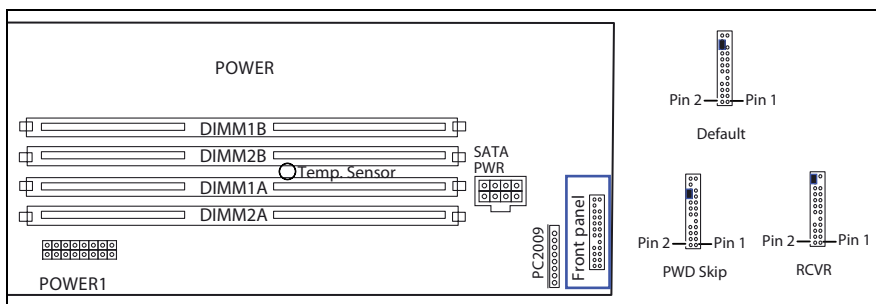 POWER
DIMM1B
DIMM2B
Temp. Sensor
DIMM1A
DIMM2A
POWER1
SATA
PWR
PC2009
Front panel
Pin 2
Pin 1
Default
Pin 2
Pin 1
PWD Skip
Pin 2
Pin 1
RCVR